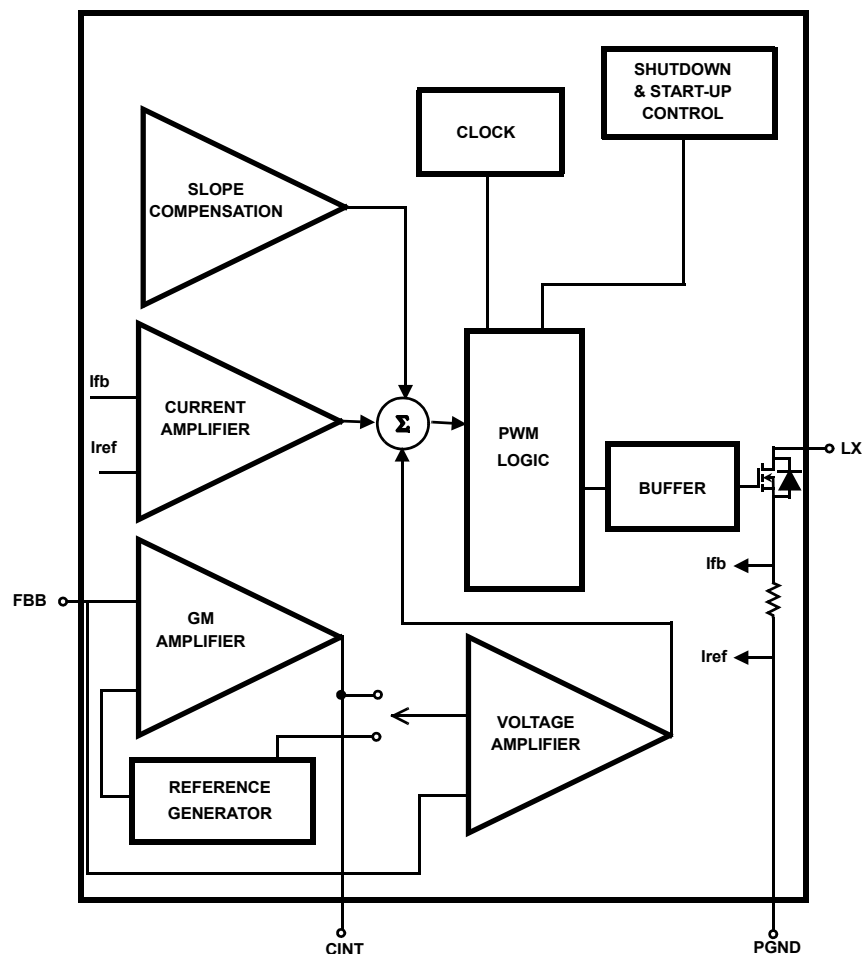 SHUTDOWN
& START-UP
CONTROL
CLOCK
SLOPE
COMPENSATION
Ifb
CURRENT
AMPLIFIER
Iref
Σ
PWM
LOGIC
BUFFER
LX
Ifb
Iref
FBB
GM
AMPLIFIER
VOLTAGE
AMPLIFIER
REFERENCE
GENERATOR
CINT
PGND